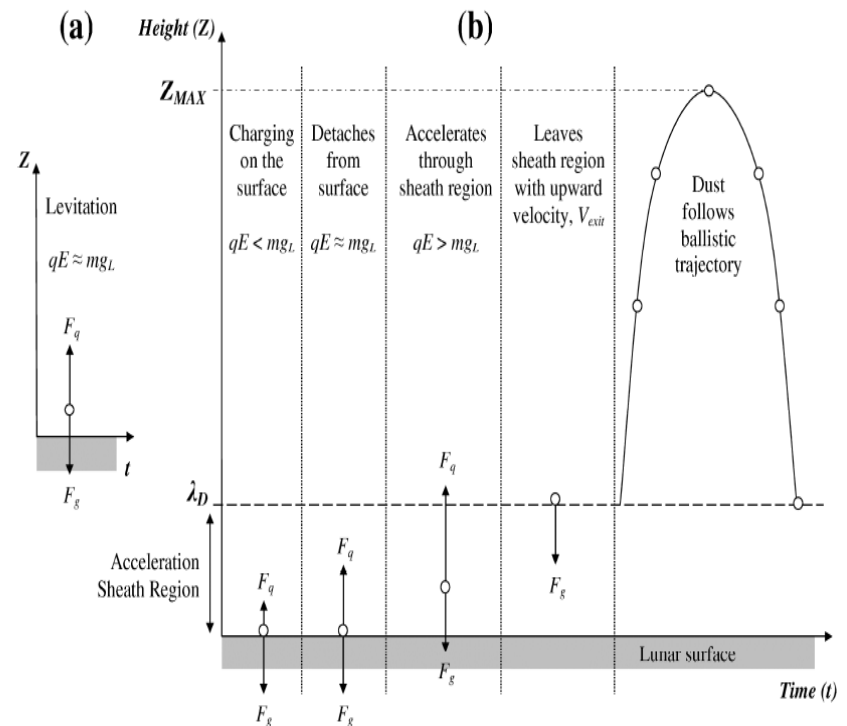 (a)
Z
Levitation
qE ≈ mg_L
F_q
t
F_g
(b)
Height (Z)
Z_MAX
λ_D
Acceleration
Sheath Region
Charging
on the
surface
qE < mg_L
F_q
F_g
Detaches
from
surface
qE ≈ mg_L
F_q
F_g
Accelerates
through
sheath region
qE > mg_L
F_q
F_g
Leaves
sheath region
with upward
velocity, V_exit
F_g
Dust
follows
ballistic
trajectory
Lunar surface
Time (t)